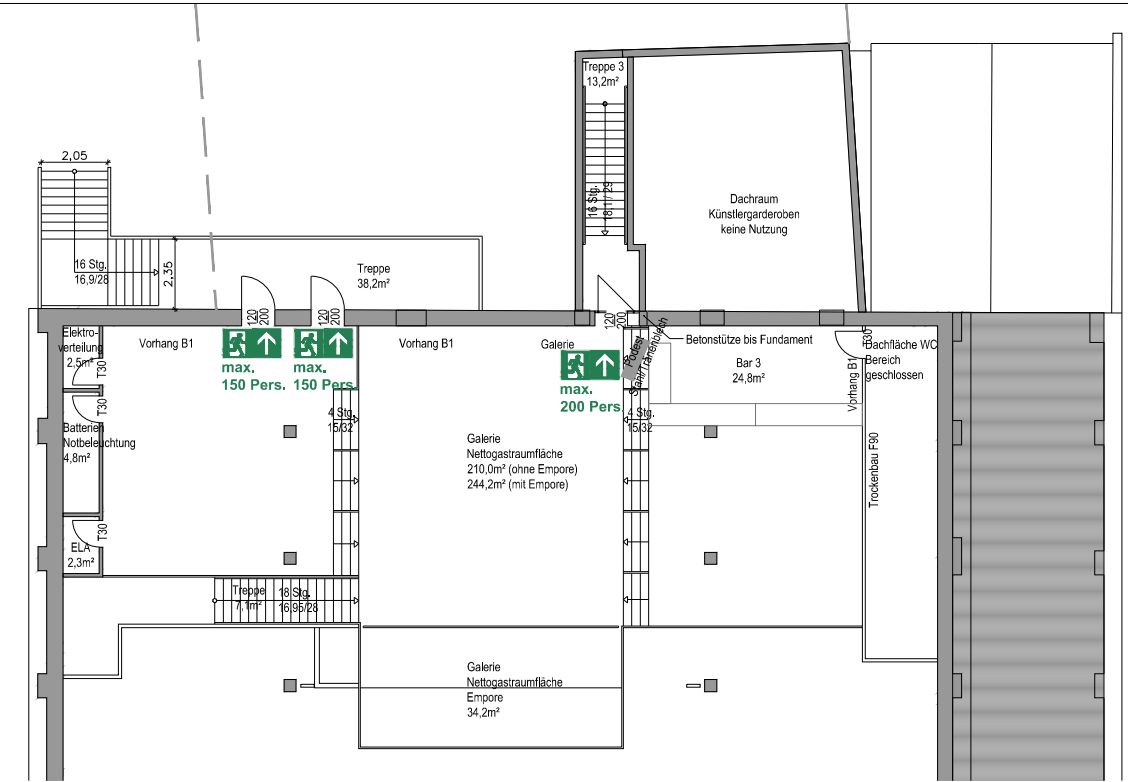 Treppe 3
13,2m²
16 Stg.
18,1 / 29
Dachraum
Künstlergarderoben
keine Nutzung
2,05
2,35
16 Stg.
16,9/28
Treppe
38,2m²
120
200
120
200
120
200
Elektro-
verteilung
2,5m²
T30
Vorhang B1
max.
150 Pers.
max.
150 Pers.
Vorhang B1
Galerie
max.
200 Pers.
Podest
Stahl/Tränenblech
Betonstütze bis Fundament
Bar 3
24,8m²
Vorhang B1
T30
Dachfläche WC
Bereich
geschlossen
T30
Batterien
Notbeleuchtung
4,8m²
4 Stg.
15/32
4 Stg.
15/32
Galerie
Nettogastraumfläche
210,0m² (ohne Empore)
244,2m² (mit Empore)
Trockenbau F90
T30
ELA
2,3m²
Treppe
7,1m²
18 Stg.
16,95/28
Galerie
Nettogastraumfläche
Empore
34,2m²